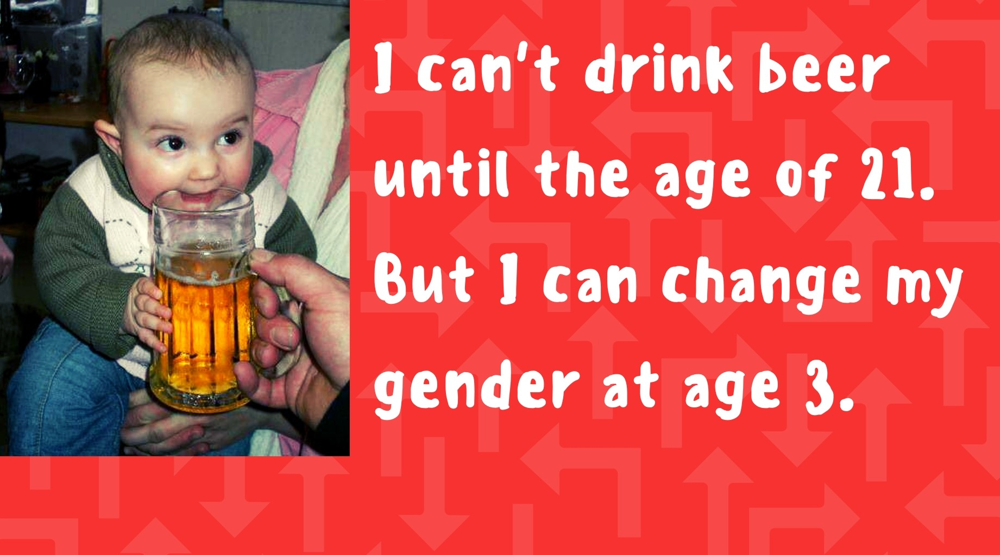 I can't drink beer
until the age of 21.
But I can change my
gender at age 3.